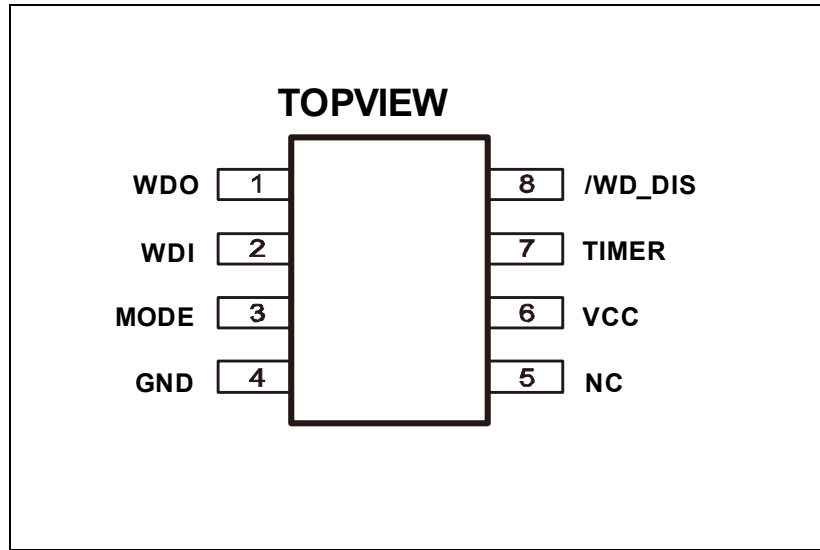 TOPVIEW
WDO 1 8 /WD_DIS
WDI 2 7 TIMER
MODE 3 6 VCC
GND 4 5 NC